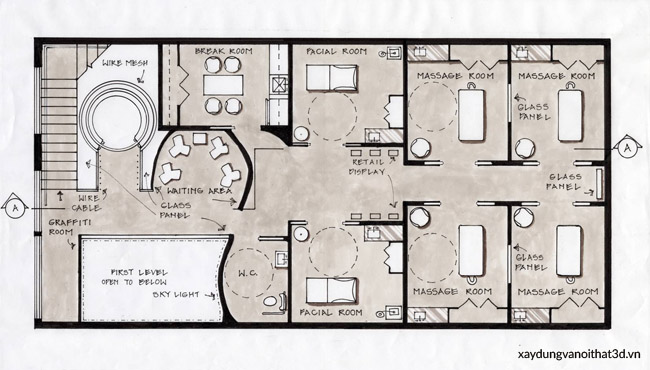 BREAK ROOM
FACIAL ROOM
WIRE MESH
MASSAGE ROOM
MASSAGE ROOM
GLASS
PANEL
A
RETAIL
DISPLAY
WAITING AREA
GLASS
PANEL
WIRE
CABLE
GLASS
PANEL
A
GRAFFITI
ROOM
GLASS
PANEL
FIRST LEVEL
OPEN TO BELOW
SKY LIGHT
W.C.
MASSAGE ROOM
MASSAGE ROOM
FACIAL ROOM
xaydungvanoithat3d.vn